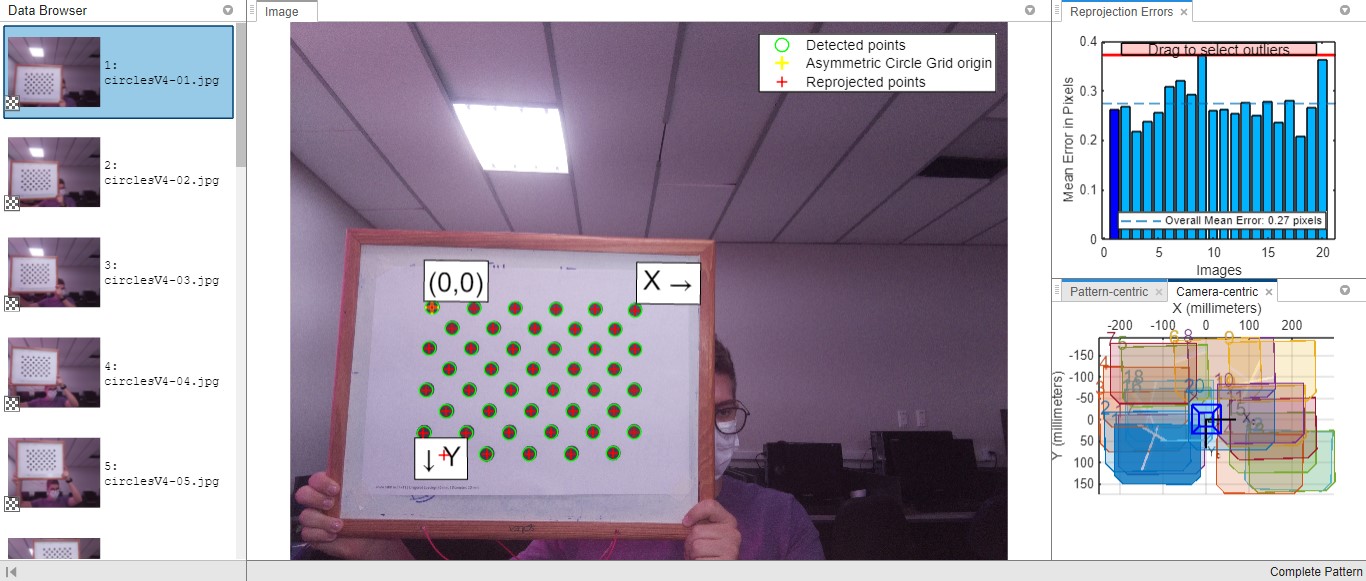 Data Browser
1:
circlesV4-01.jpg
2:
circlesV4-02.jpg
3:
circlesV4-03.jpg
4:
circlesV4-04.jpg
5:
circlesV4-05.jpg
Image
Detected points
Asymmetric Circle Grid origin
Reprojected points
(0,0)
X →
↓ Y
Reprojection Errors
Drag to select outliers
Mean Error in Pixels
0.4
0.3
0.2
0.1
0
Overall Mean Error: 0.27 pixels
0 5 10 15 20
Images
Pattern-centric
Camera-centric
X (millimeters)
-200 -100 0 100 200
Y (millimeters)
-150
-100
-50
0
50
100
150
Complete Pattern